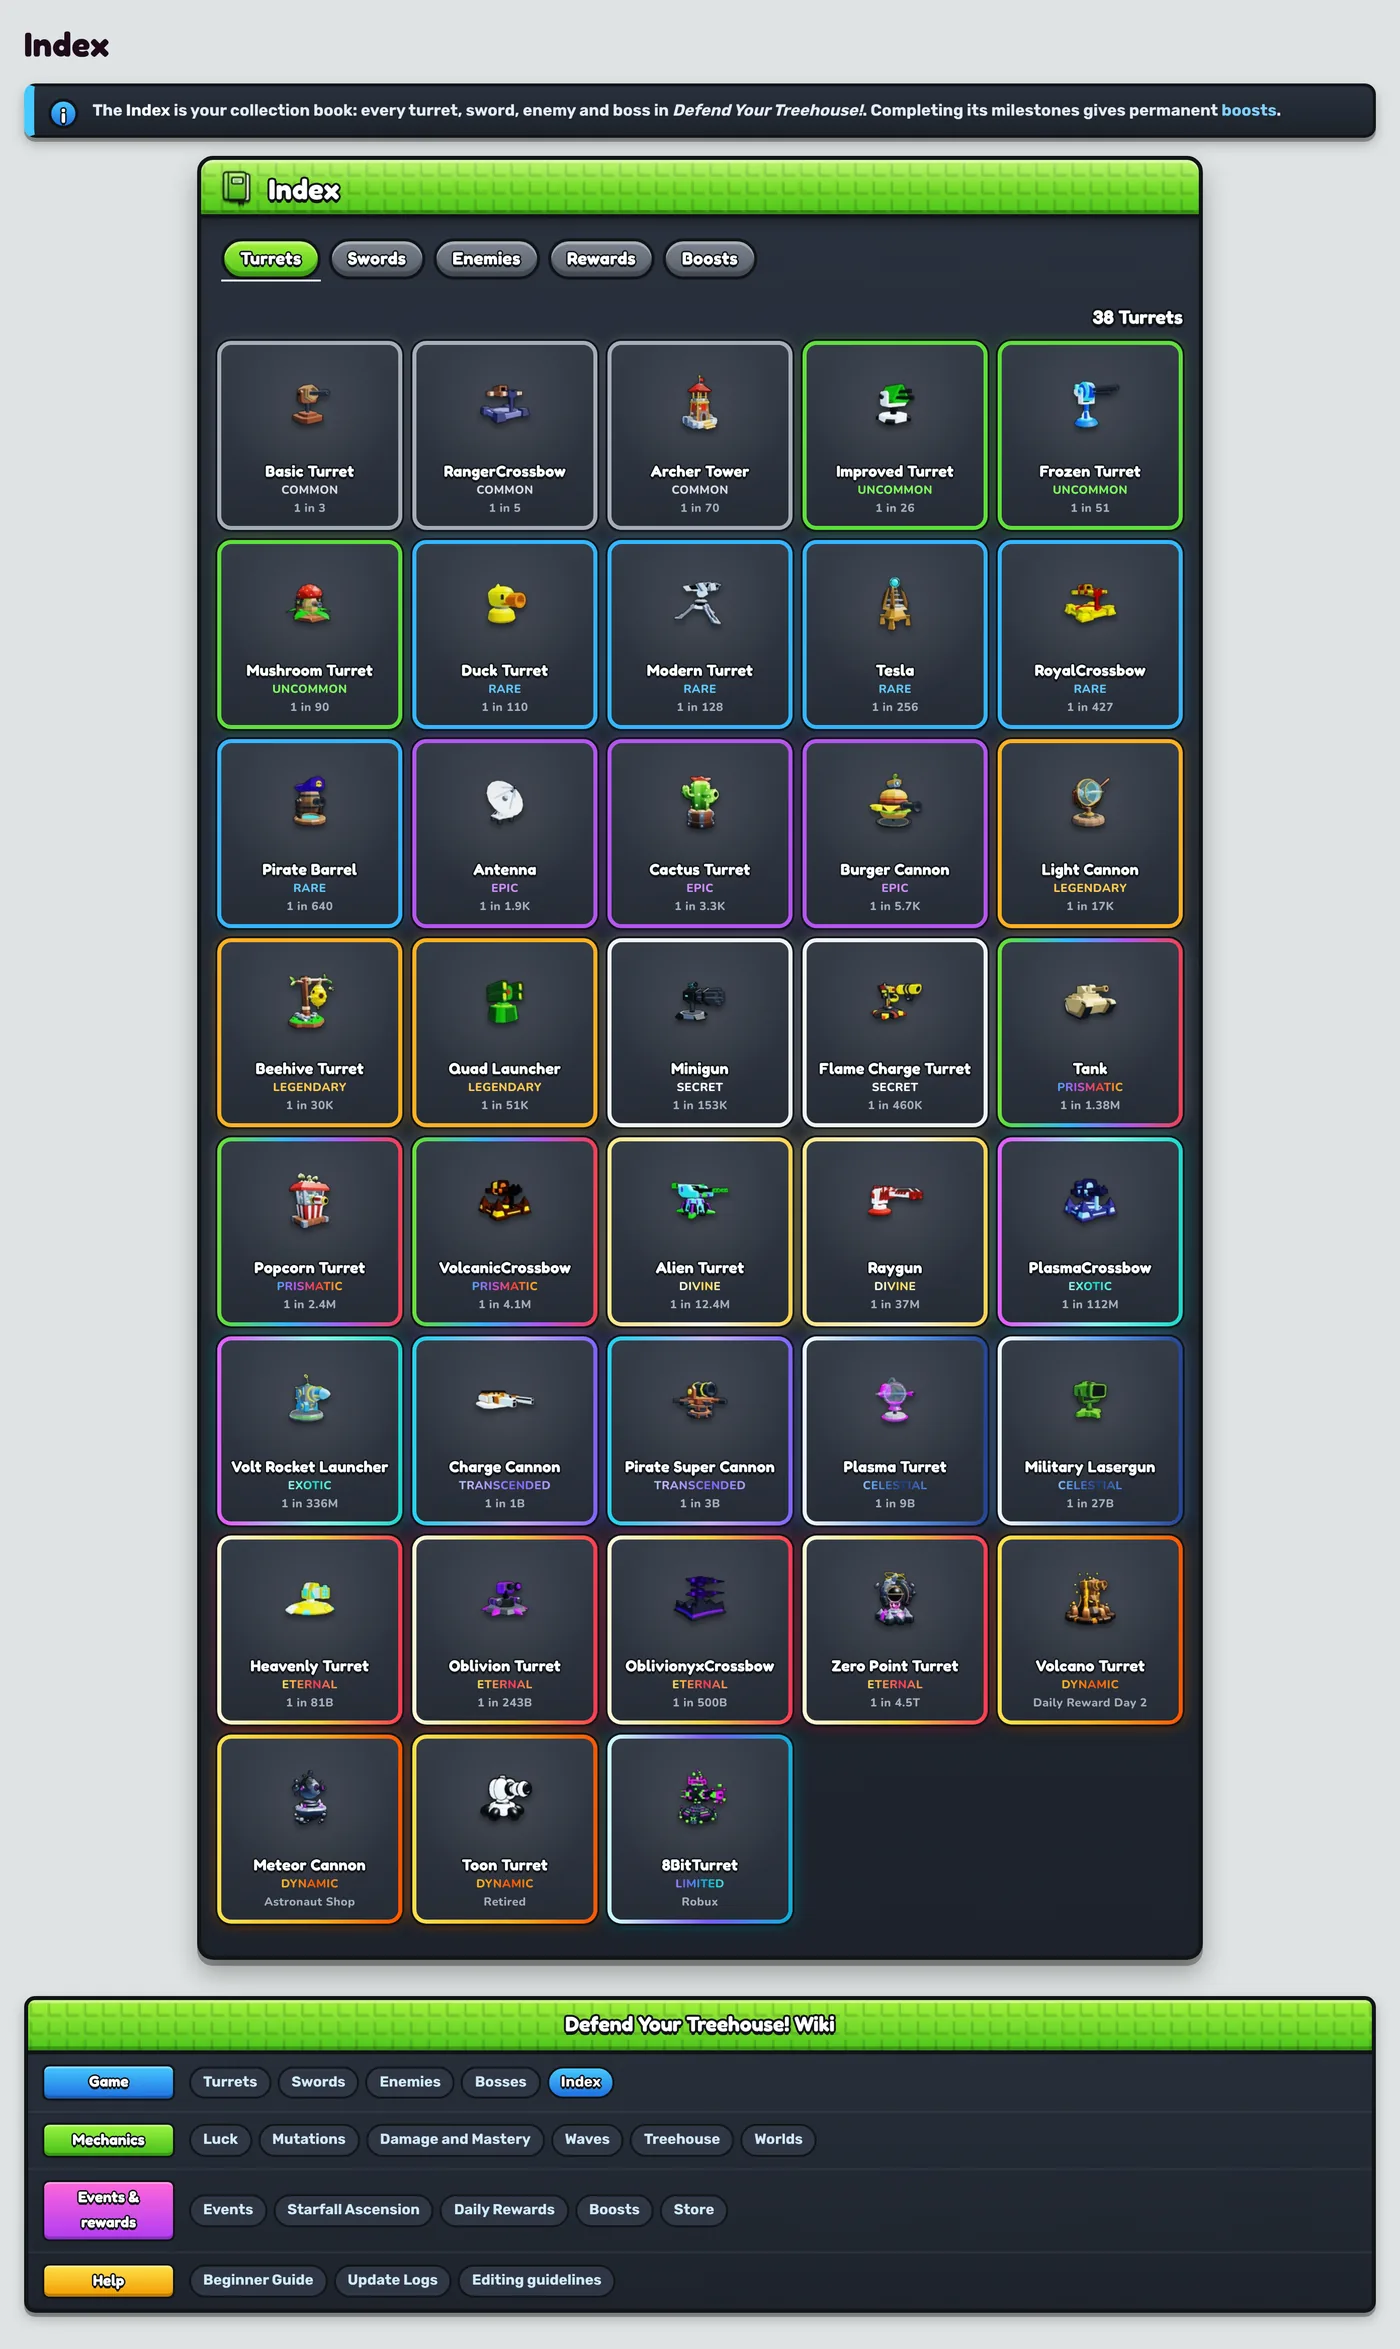 Index
The Index is your collection book: every turret, sword, enemy and boss in Defend Your Treehouse!. Completing its milestones gives permanent boosts.
Index
Turrets Swords Enemies Rewards Boosts
38 Turrets
Basic Turret
COMMON
1 in 3
RangerCrossbow
COMMON
1 in 5
Archer Tower
COMMON
1 in 70
Improved Turret
UNCOMMON
1 in 26
Frozen Turret
UNCOMMON
1 in 51
Mushroom Turret
UNCOMMON
1 in 90
Duck Turret
RARE
1 in 110
Modern Turret
RARE
1 in 128
Tesla
RARE
1 in 256
RoyalCrossbow
RARE
1 in 427
Pirate Barrel
RARE
1 in 640
Antenna
EPIC
1 in 1.9K
Cactus Turret
EPIC
1 in 3.3K
Burger Cannon
EPIC
1 in 5.7K
Light Cannon
LEGENDARY
1 in 17K
Beehive Turret
LEGENDARY
1 in 30K
Quad Launcher
LEGENDARY
1 in 51K
Minigun
SECRET
1 in 153K
Flame Charge Turret
SECRET
1 in 460K
Tank
PRISMATIC
1 in 1.38M
Popcorn Turret
PRISMATIC
1 in 2.4M
VolcanicCrossbow
PRISMATIC
1 in 4.1M
Alien Turret
DIVINE
1 in 12.4M
Raygun
DIVINE
1 in 37M
PlasmaCrossbow
EXOTIC
1 in 112M
Volt Rocket Launcher
EXOTIC
1 in 336M
Charge Cannon
TRANSCENDED
1 in 1B
Pirate Super Cannon
TRANSCENDED
1 in 3B
Plasma Turret
CELESTIAL
1 in 9B
Military Lasergun
CELESTIAL
1 in 27B
Heavenly Turret
ETERNAL
1 in 81B
Oblivion Turret
ETERNAL
1 in 243B
OblivionyxCrossbow
ETERNAL
1 in 500B
Zero Point Turret
ETERNAL
1 in 4.5T
Volcano Turret
DYNAMIC
Daily Reward Day 2
Meteor Cannon
DYNAMIC
Astronaut Shop
Toon Turret
DYNAMIC
Retired
8BitTurret
LIMITED
Robux
Defend Your Treehouse! Wiki
Game Turrets Swords Enemies Bosses Index
Mechanics Luck Mutations Damage and Mastery Waves Treehouse Worlds
Events &
rewards
Events Starfall Ascension Daily Rewards Boosts Store
Help Beginner Guide Update Logs Editing guidelines